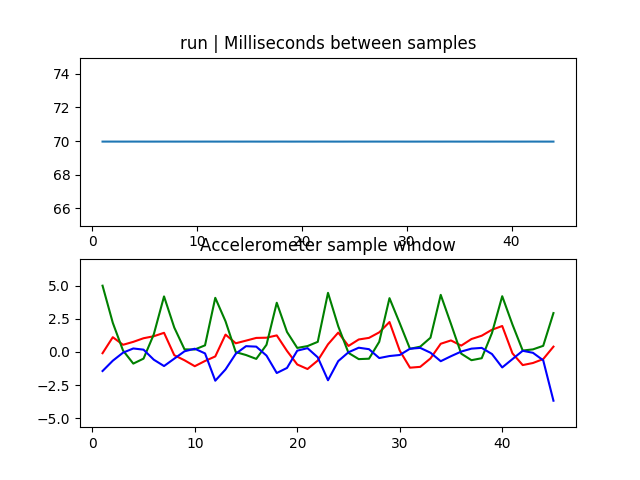 run | Milliseconds between samples
74
72
70
68
66
0 10 20 30 40
Accelerometer sample window
5.0
2.5
0.0
−2.5
−5.0
0 10 20 30 40